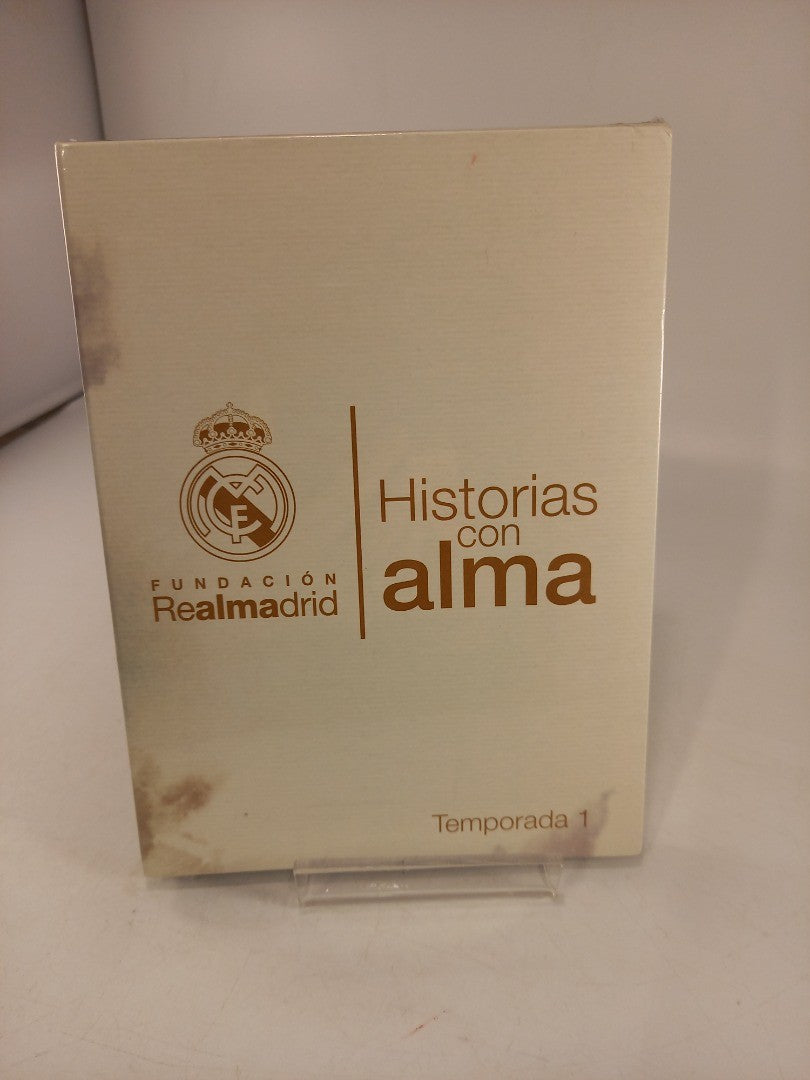 FUNDACIÓN
Realmadrid
Historias
con
alma
Temporada 1